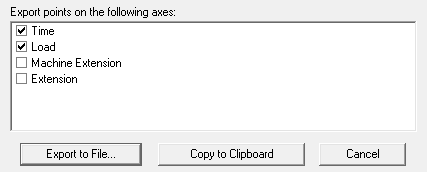 Export points on the following axes:
Time
Load
Machine Extension
Extension
Export to File... Copy to Clipboard Cancel